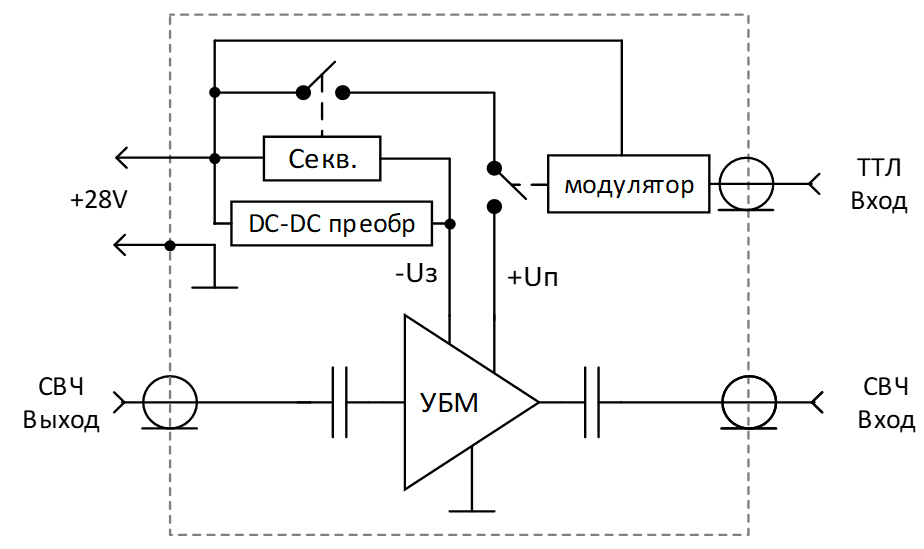 Секв.
ТТЛ
Вход
модулятор
+28V
DC-DC преобр
-Uз
+Uп
СВЧ
Выход
УБМ
СВЧ
Вход